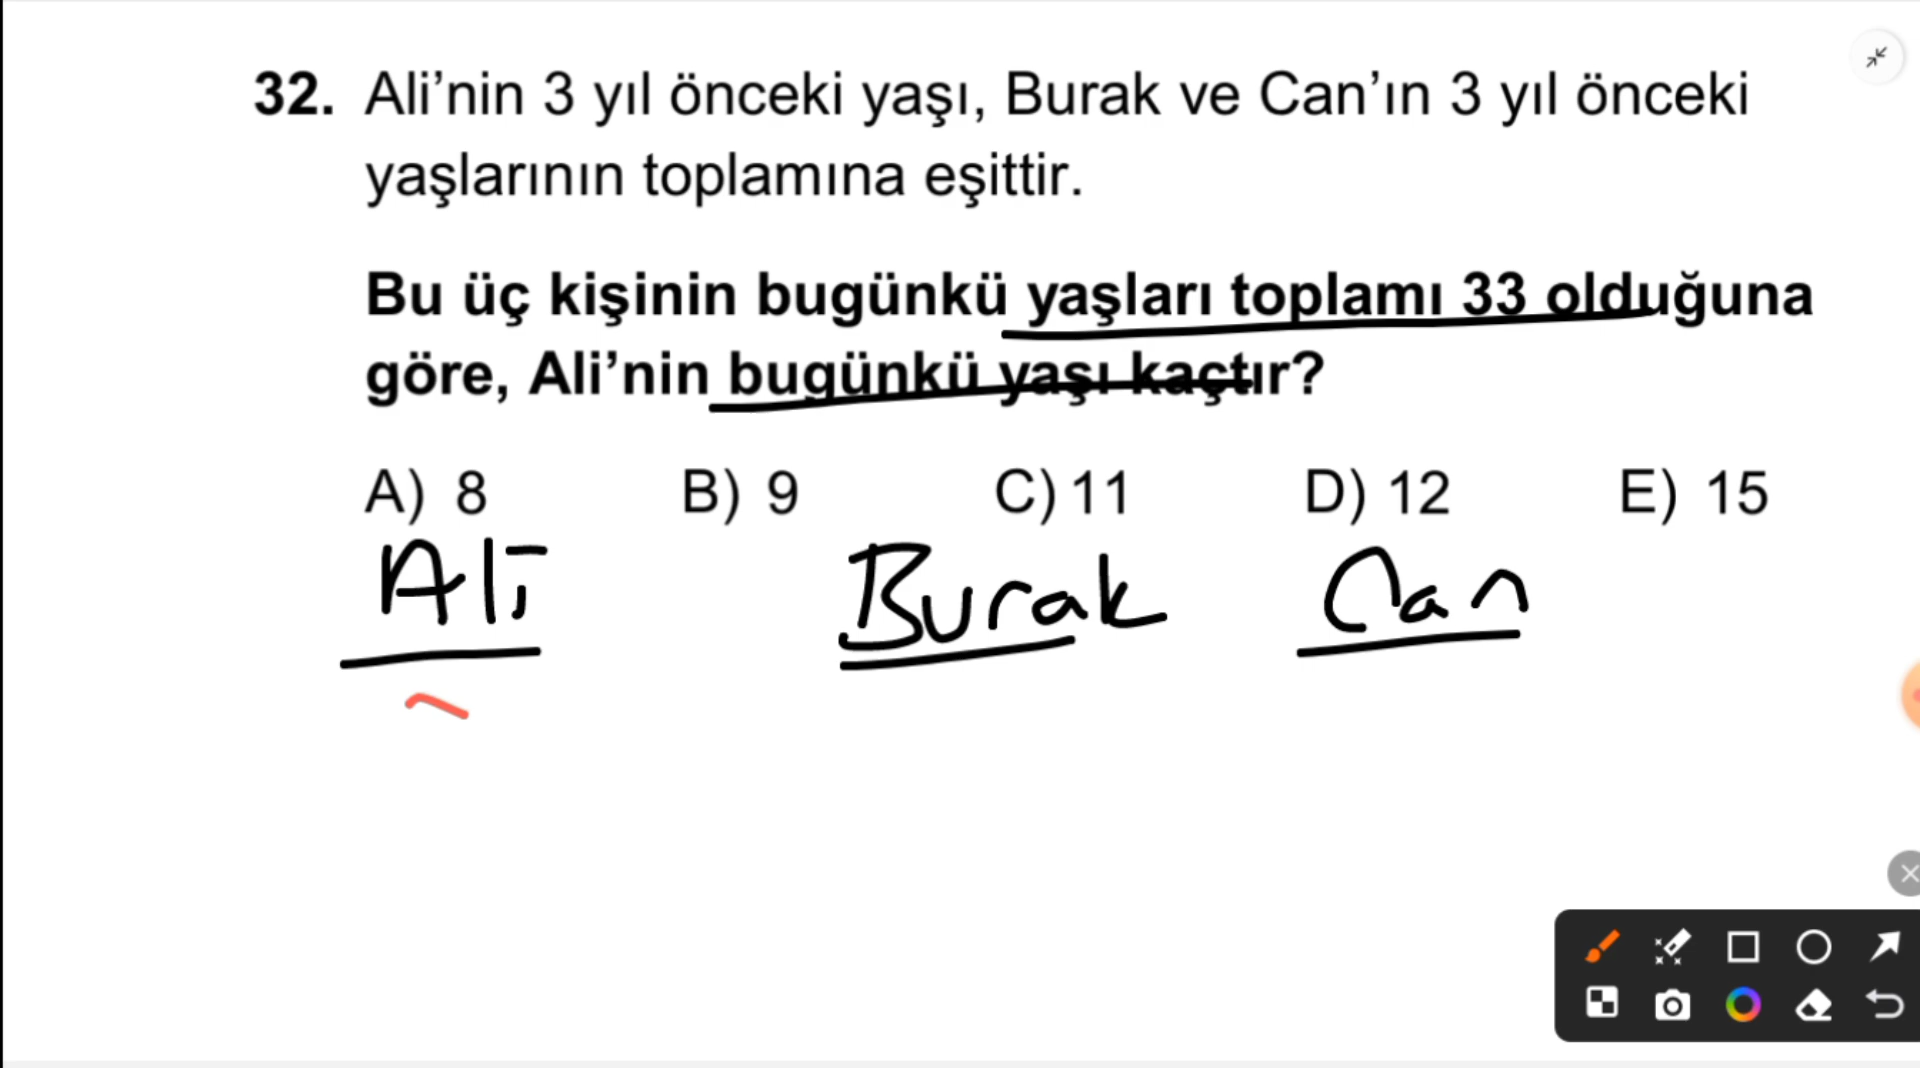 32. Ali’nin 3 yıl önceki yaşı, Burak ve Can’ın 3 yıl önceki
yaşlarının toplamına eşittir.
Bu üç kişinin bugünkü yaşları toplamı 33 olduğuna
göre, Ali’nin bugünkü yaşı kaçtır?
A) 8 B) 9 C) 11 D) 12 E) 15
Ali Burak Can